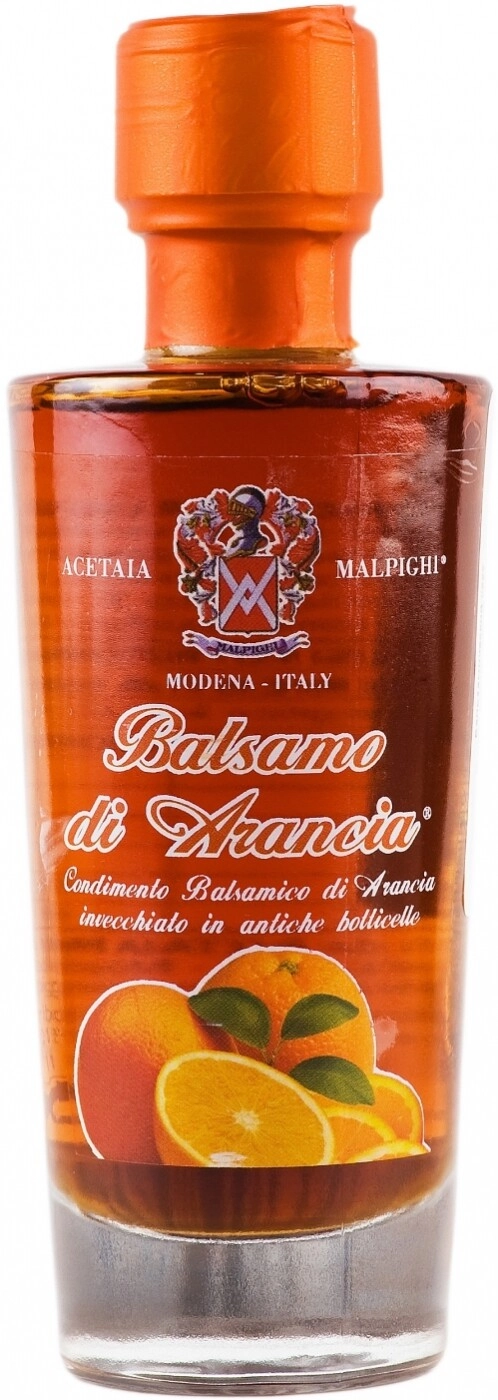 ACETAIA MALPIGHI®
MALPIGHI
MODENA - ITALY
Balsamo
di Arancia®
Condimento Balsamico di Arancia
invecchiato in antiche botticelle